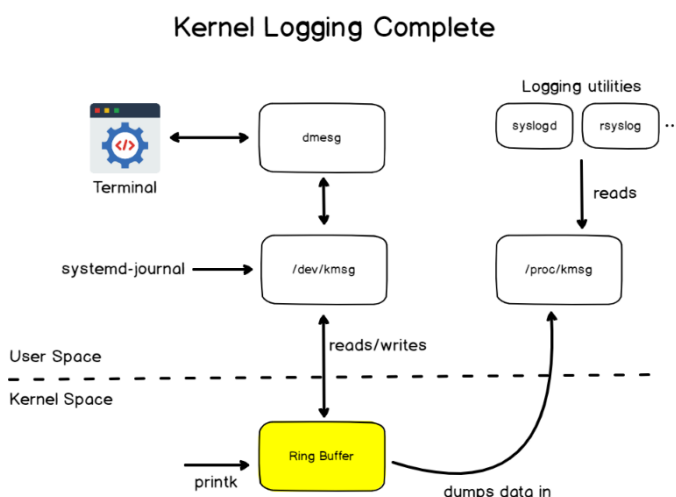 Kernel Logging Complete
Logging utilities
</>
dmesg
syslogd
rsyslog
..
Terminal
reads
systemd-journal
/dev/kmsg
/proc/kmsg
reads/writes
User Space
Kernel Space
Ring Buffer
printk
dumps data in